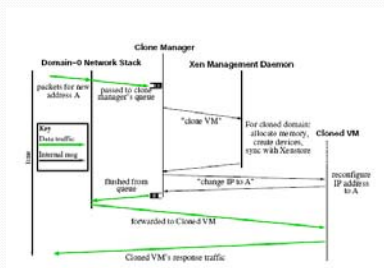 Clone Manager
Domain-0 Network Stack
Xen Management Daemon
packets for new
address A
passed to clone
manager's queue
"clone VM"
For cloned domain:
allocate memory,
create devices,
sync with Xenstore
Cloned VM
Key
Data traffic
Internal msg
time
flushed from
queue
"change IP to A"
reconfigure
IP address
to A
forwarded to Cloned VM
Cloned VM's response traffic